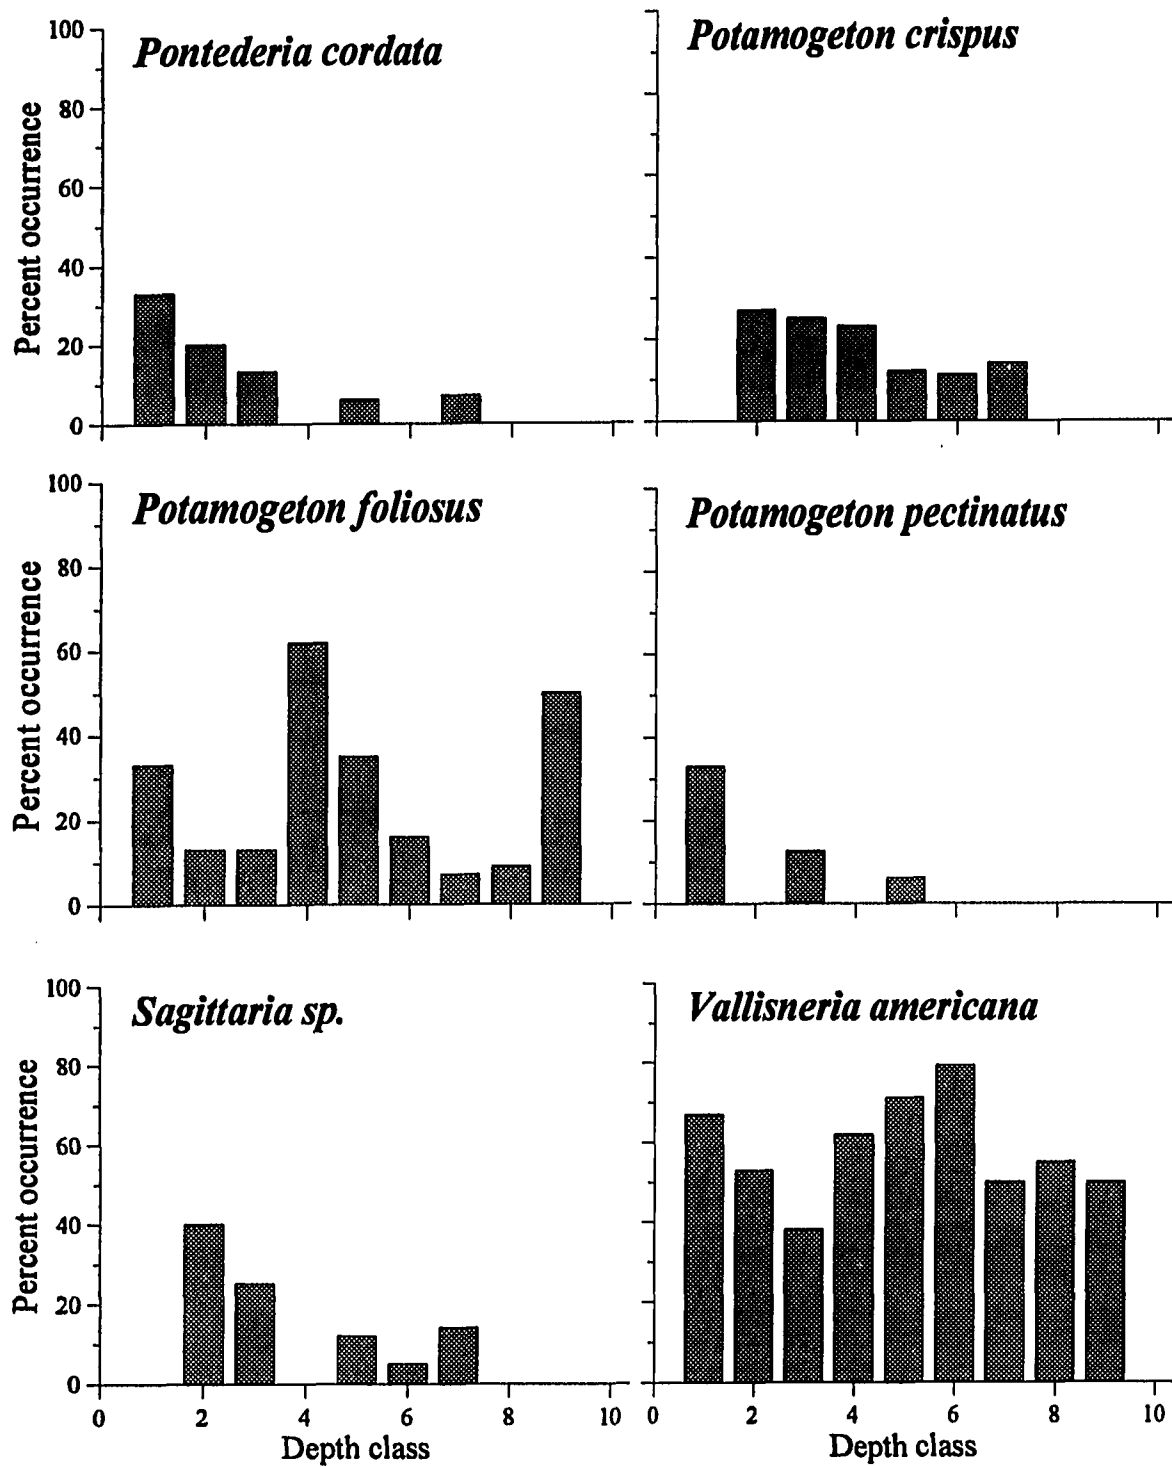 Pontederia cordata
Potamogeton crispus
Percent occurrence
100
80
60
40
20
0
Potamogeton foliosus
Potamogeton pectinatus
Percent occurrence
100
80
60
40
20
0
Sagittaria sp.
Vallisneria americana
Percent occurrence
100
80
60
40
20
0
0 2 4 6 8 10
0 2 4 6 8 10
Depth class
Depth class